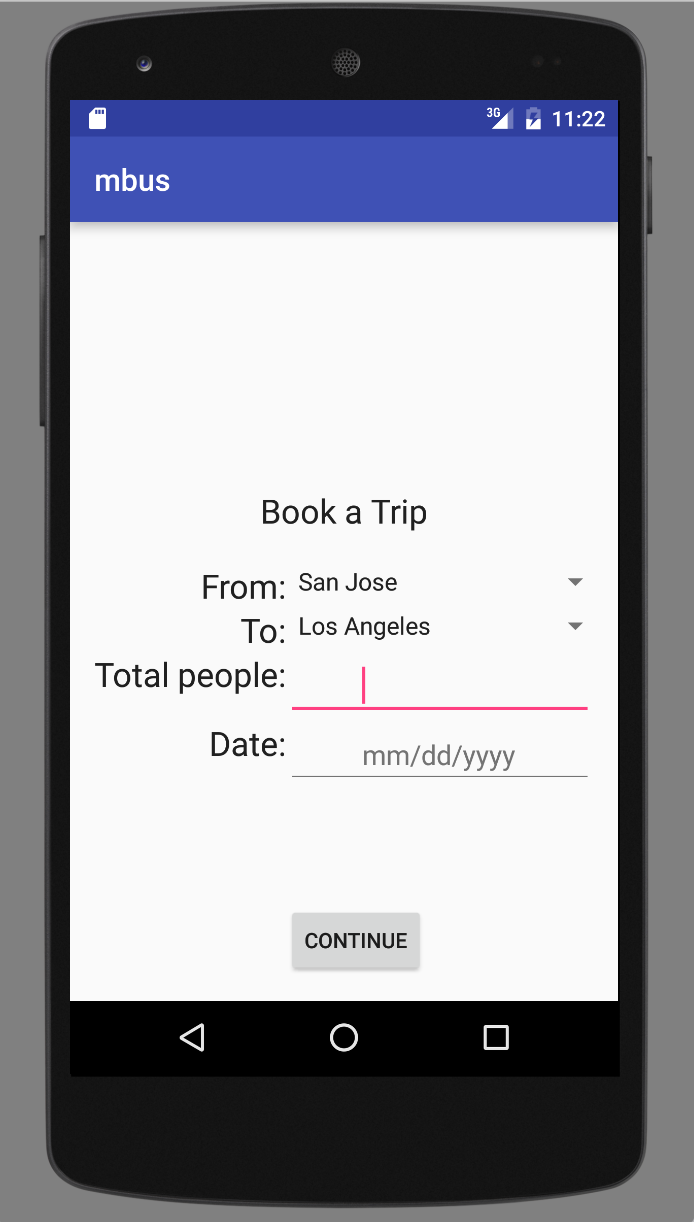 3G 11:22
mbus
Book a Trip
From: San Jose
To: Los Angeles
Total people:
Date: mm/dd/yyyy
CONTINUE